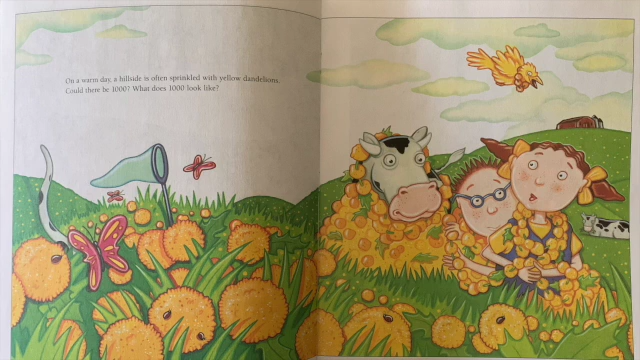 On a warm day, a hillside is often sprinkled with yellow dandelions.
Could there be 1000? What does 1000 look like?